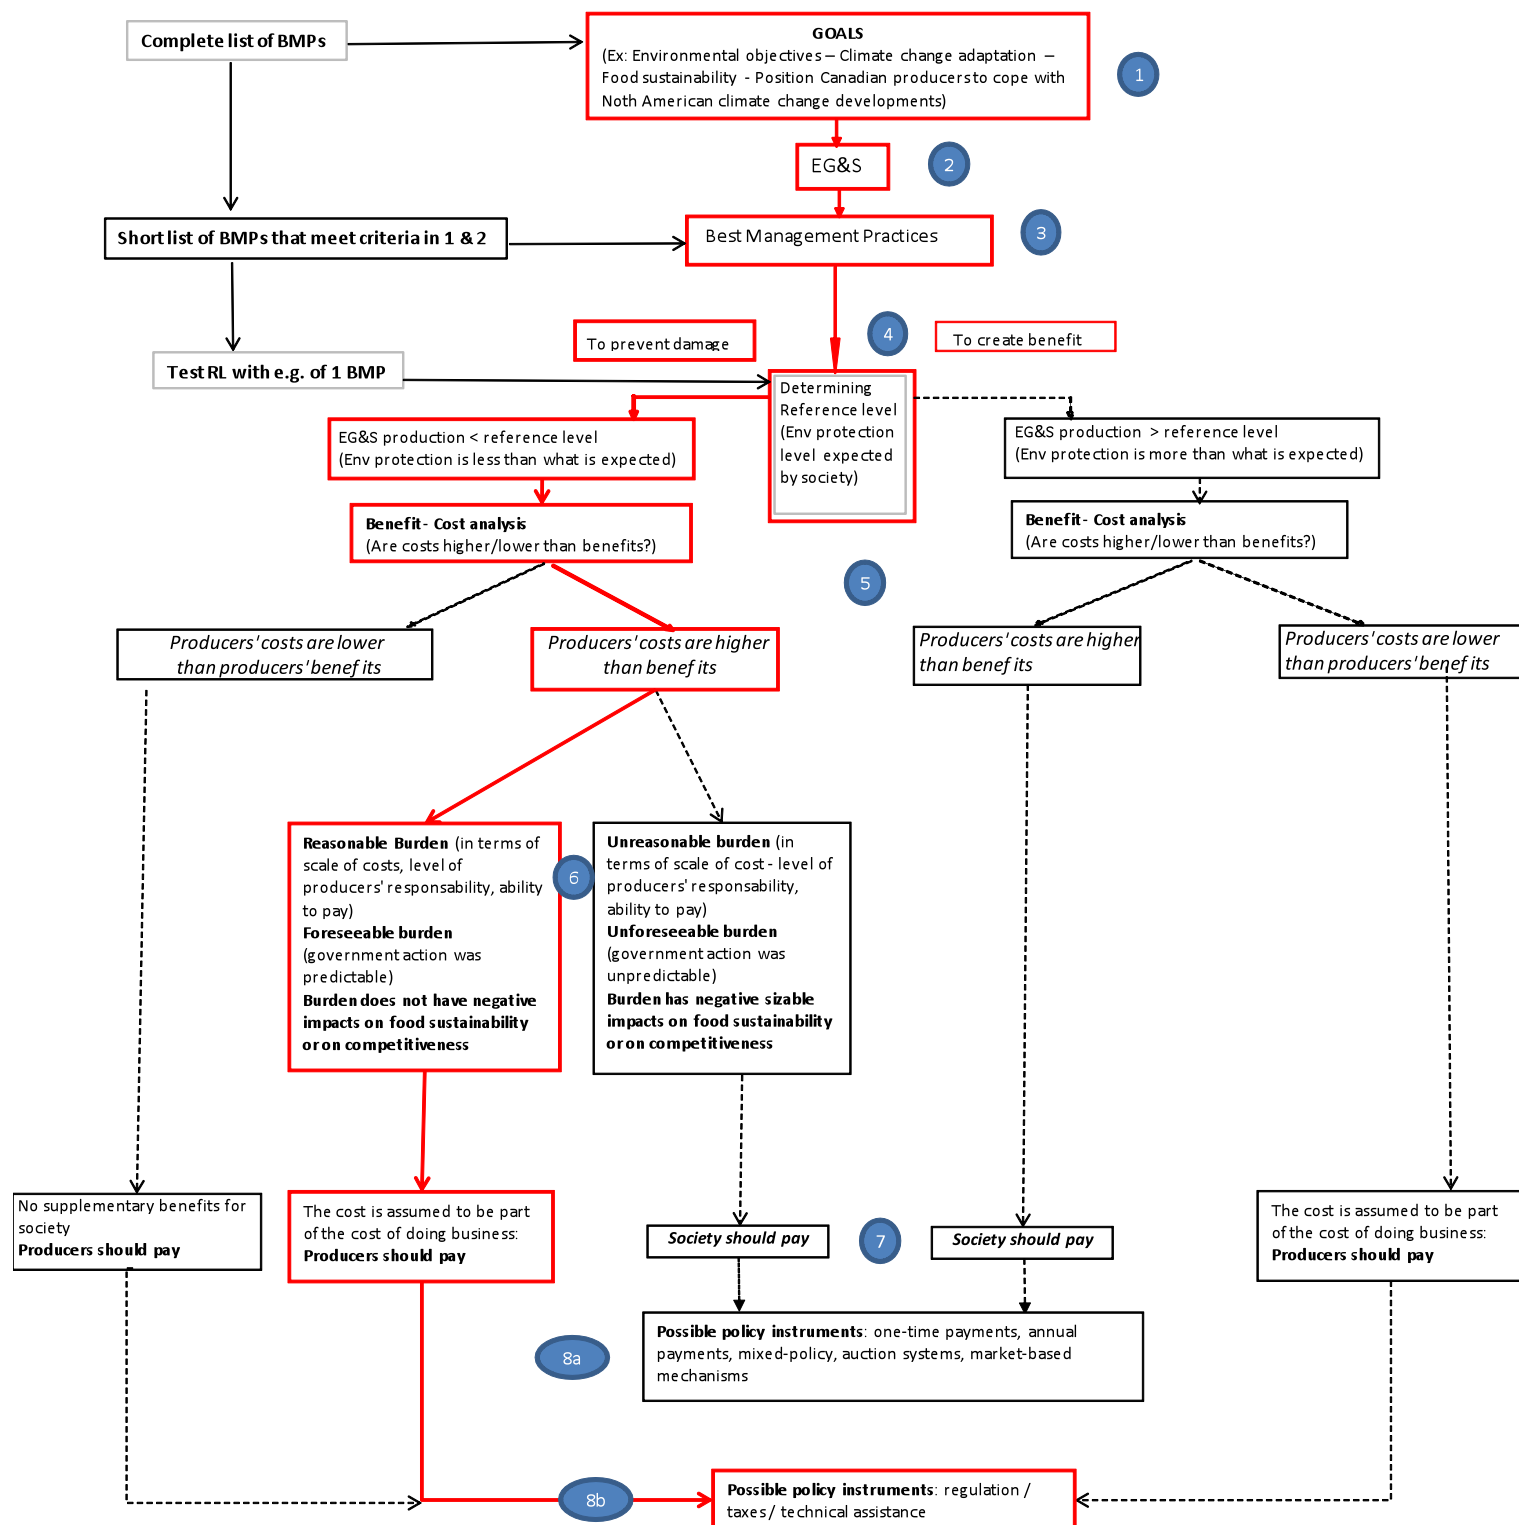 Complete list of BMPs
GOALS
(Ex: Environmental objectives – Climate change adaptation –
Food sustainability - Position Canadian producers to cope with
Noth American climate change developments)
1
EG&S
2
Short list of BMPs that meet criteria in 1 & 2
Best Management Practices
3
To prevent damage
4
To create benefit
Test RL with e.g. of 1 BMP
Determining
Reference level
(Env protection
level expected
by society)
EG&S production < reference level
(Env protection is less than what is expected)
EG&S production > reference level
(Env protection is more than what is expected)
Benefit- Cost analysis
(Are costs higher/lower than benefits?)
Benefit- Cost analysis
(Are costs higher/lower than benefits?)
5
Producers' costs are lower
than producers' benefits
Producers' costs are higher
than benefits
Producers' costs are higher
than benefits
Producers' costs are lower
than producers' benefits
Reasonable Burden (in terms of
scale of costs, level of
producers' responsability, ability
to pay)
Foreseeable burden
(government action was
predictable)
Burden does not have negative
impacts on food sustainability
or on competitiveness
6
Unreasonable burden (in
terms of scale of cost - level of
producers' responsability,
ability to pay)
Unforeseeable burden
(government action was
unpredictable)
Burden has negative sizable
impacts on food sustainability
or on competitiveness
No supplementary benefits for
society
Producers should pay
The cost is assumed to be part
of the cost of doing business:
Producers should pay
Society should pay
7
Society should pay
The cost is assumed to be part
of the cost of doing business:
Producers should pay
8a
Possible policy instruments: one-time payments, annual
payments, mixed-policy, auction systems, market-based
mechanisms
8b
Possible policy instruments: regulation /
taxes / technical assistance